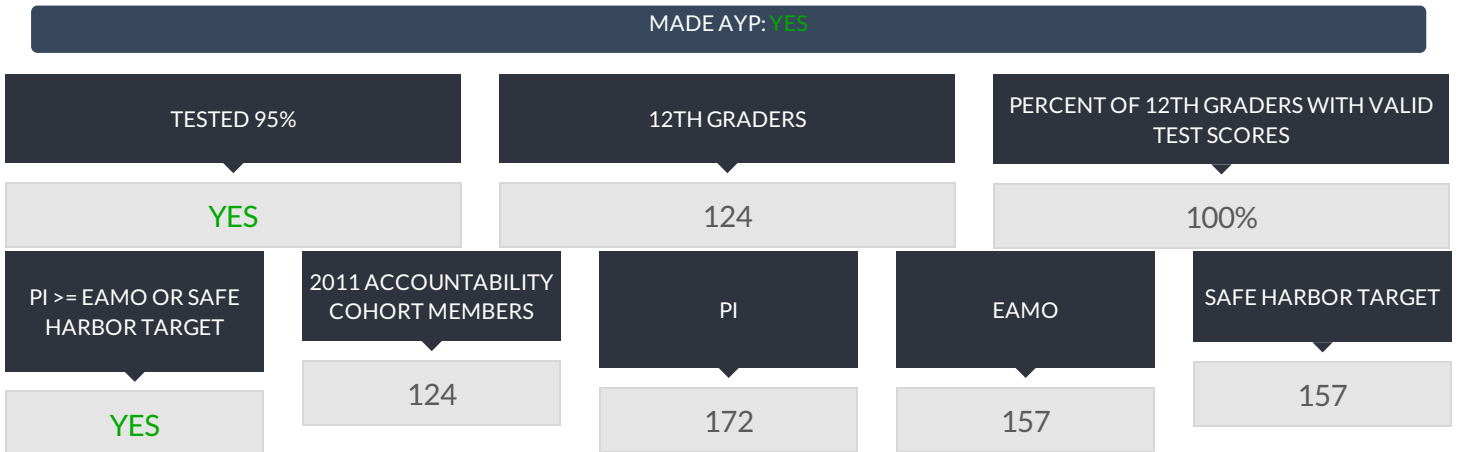 MADE AYP: YES
TESTED 95%
12TH GRADERS
PERCENT OF 12TH GRADERS WITH VALID
TEST SCORES
YES
124
100%
PI >= EAMO OR SAFE
HARBOR TARGET
2011 ACCOUNTABILITY
COHORT MEMBERS
PI
EAMO
SAFE HARBOR TARGET
YES
124
172
157
157